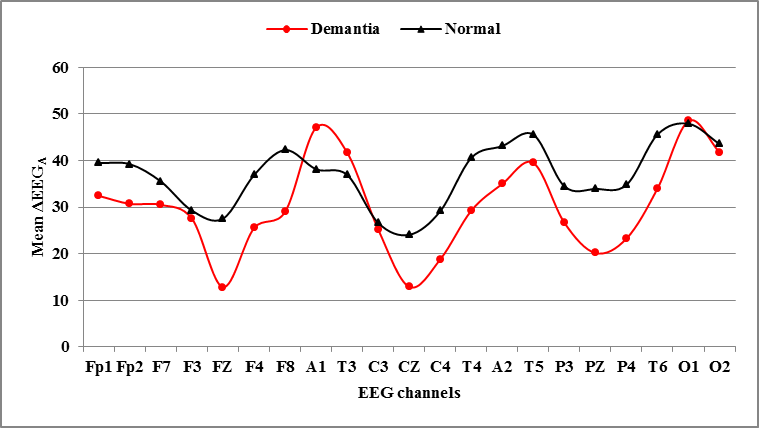 Demantia Normal
60
50
40
30
20
10
0
Mean AEEGA
Fp1 Fp2 F7 F3 FZ F4 F8 A1 T3 C3 CZ C4 T4 A2 T5 P3 PZ P4 T6 O1 O2
EEG channels